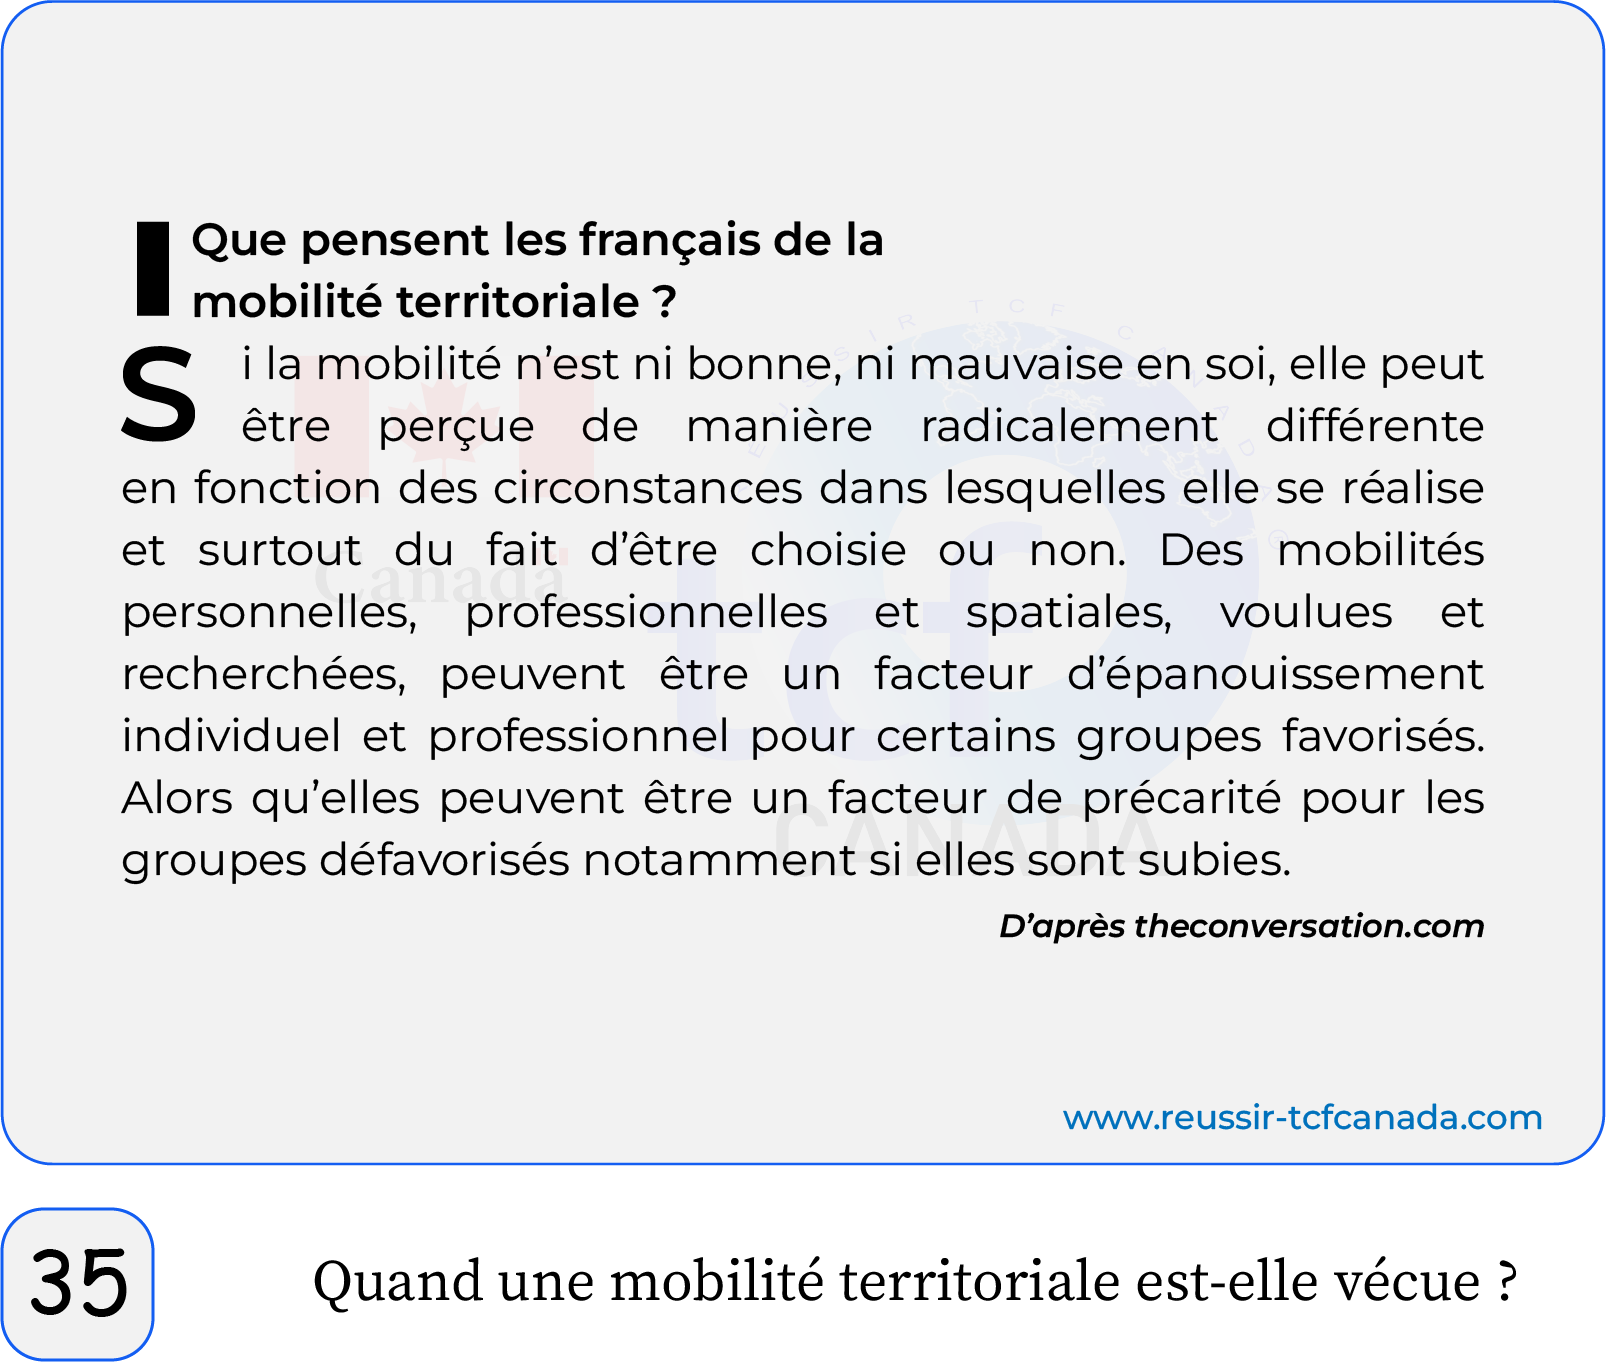 Que pensent les français de la
mobilité territoriale ?
Si la mobilité n’est ni bonne, ni mauvaise en soi, elle peut
être perçue de manière radicalement différente
en fonction des circonstances dans lesquelles elle se réalise
et surtout du fait d’être choisie ou non. Des mobilités
personnelles, professionnelles et spatiales, voulues et
recherchées, peuvent être un facteur d’épanouissement
individuel et professionnel pour certains groupes favorisés.
Alors qu’elles peuvent être un facteur de précarité pour les
groupes défavorisés notamment si elles sont subies.
D’après theconversation.com
Canada
tcf
CANADA
www.reussir-tcfcanada.com
35
Quand une mobilité territoriale est-elle vécue ?